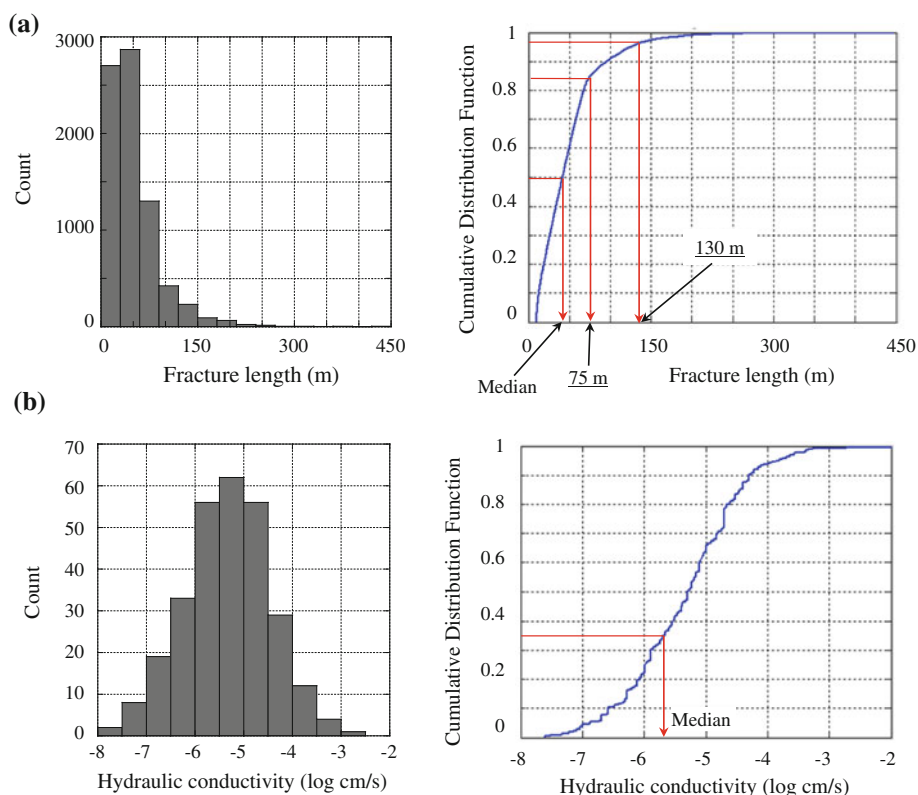 (a)
3000
2000
1000
0
Count
0 150 300 450
Fracture length (m)
1
0.8
0.6
0.4
0.2
0
Cumulative Distribution Function
130 m
0 150 300 450
Median
75 m
Fracture length (m)
(b)
70
60
50
40
30
20
10
0
Count
-8 -7 -6 -5 -4 -3 -2
Hydraulic conductivity (log cm/s)
1
0.8
0.6
0.4
0.2
0
Cumulative Distribution Function
Median
-8 -7 -6 -5 -4 -3 -2
Hydraulic conductivity (log cm/s)